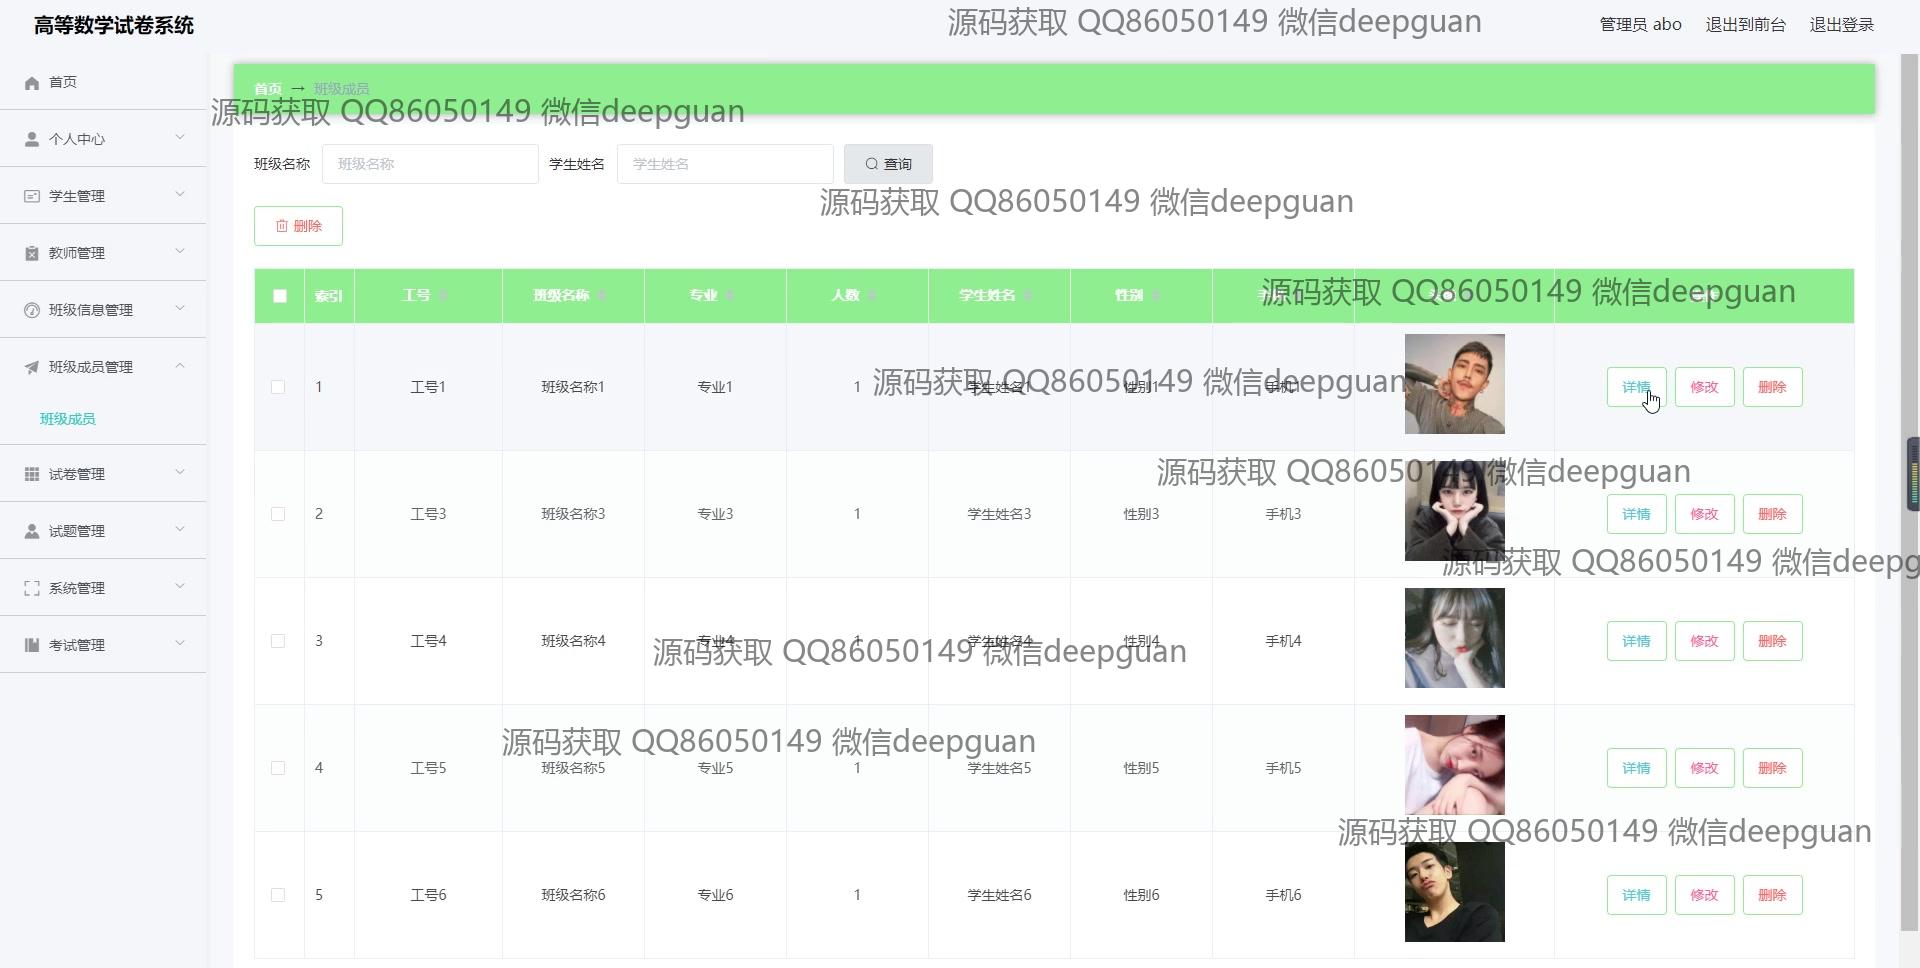 高等数学试卷系统
源码获取 QQ86050149 微信deepguan
管理员 abo 退出到前台 退出登录
首页
个人中心
学生管理
教师管理
班级信息管理
班级成员管理
班级成员
试卷管理
试题管理
系统管理
考试管理
首页 → 班级成员
源码获取 QQ86050149 微信deepguan
班级名称 班级名称 学生姓名 学生姓名 查询
源码获取 QQ86050149 微信deepguan
删除
索引 工号 班级名称 专业 人数 学生姓名 性别
源码获取 QQ86050149 微信deepguan
1 工号1 班级名称1 专业1 1 学生姓名1 性别1 手机1 详情 修改 删除
源码获取 QQ86050149 微信deepguan
源码获取 QQ86050149 微信deepguan
2 工号3 班级名称3 专业3 1 学生姓名3 性别3 手机3 详情 修改 删除
源码获取 QQ86050149 微信deepg
3 工号4 班级名称4 专业4 1 学生姓名4 性别4 手机4 详情 修改 删除
源码获取 QQ86050149 微信deepguan
源码获取 QQ86050149 微信deepguan
4 工号5 班级名称5 专业5 1 学生姓名5 性别5 手机5 详情 修改 删除
源码获取 QQ86050149 微信deepguan
5 工号6 班级名称6 专业6 1 学生姓名6 性别6 手机6 详情 修改 删除